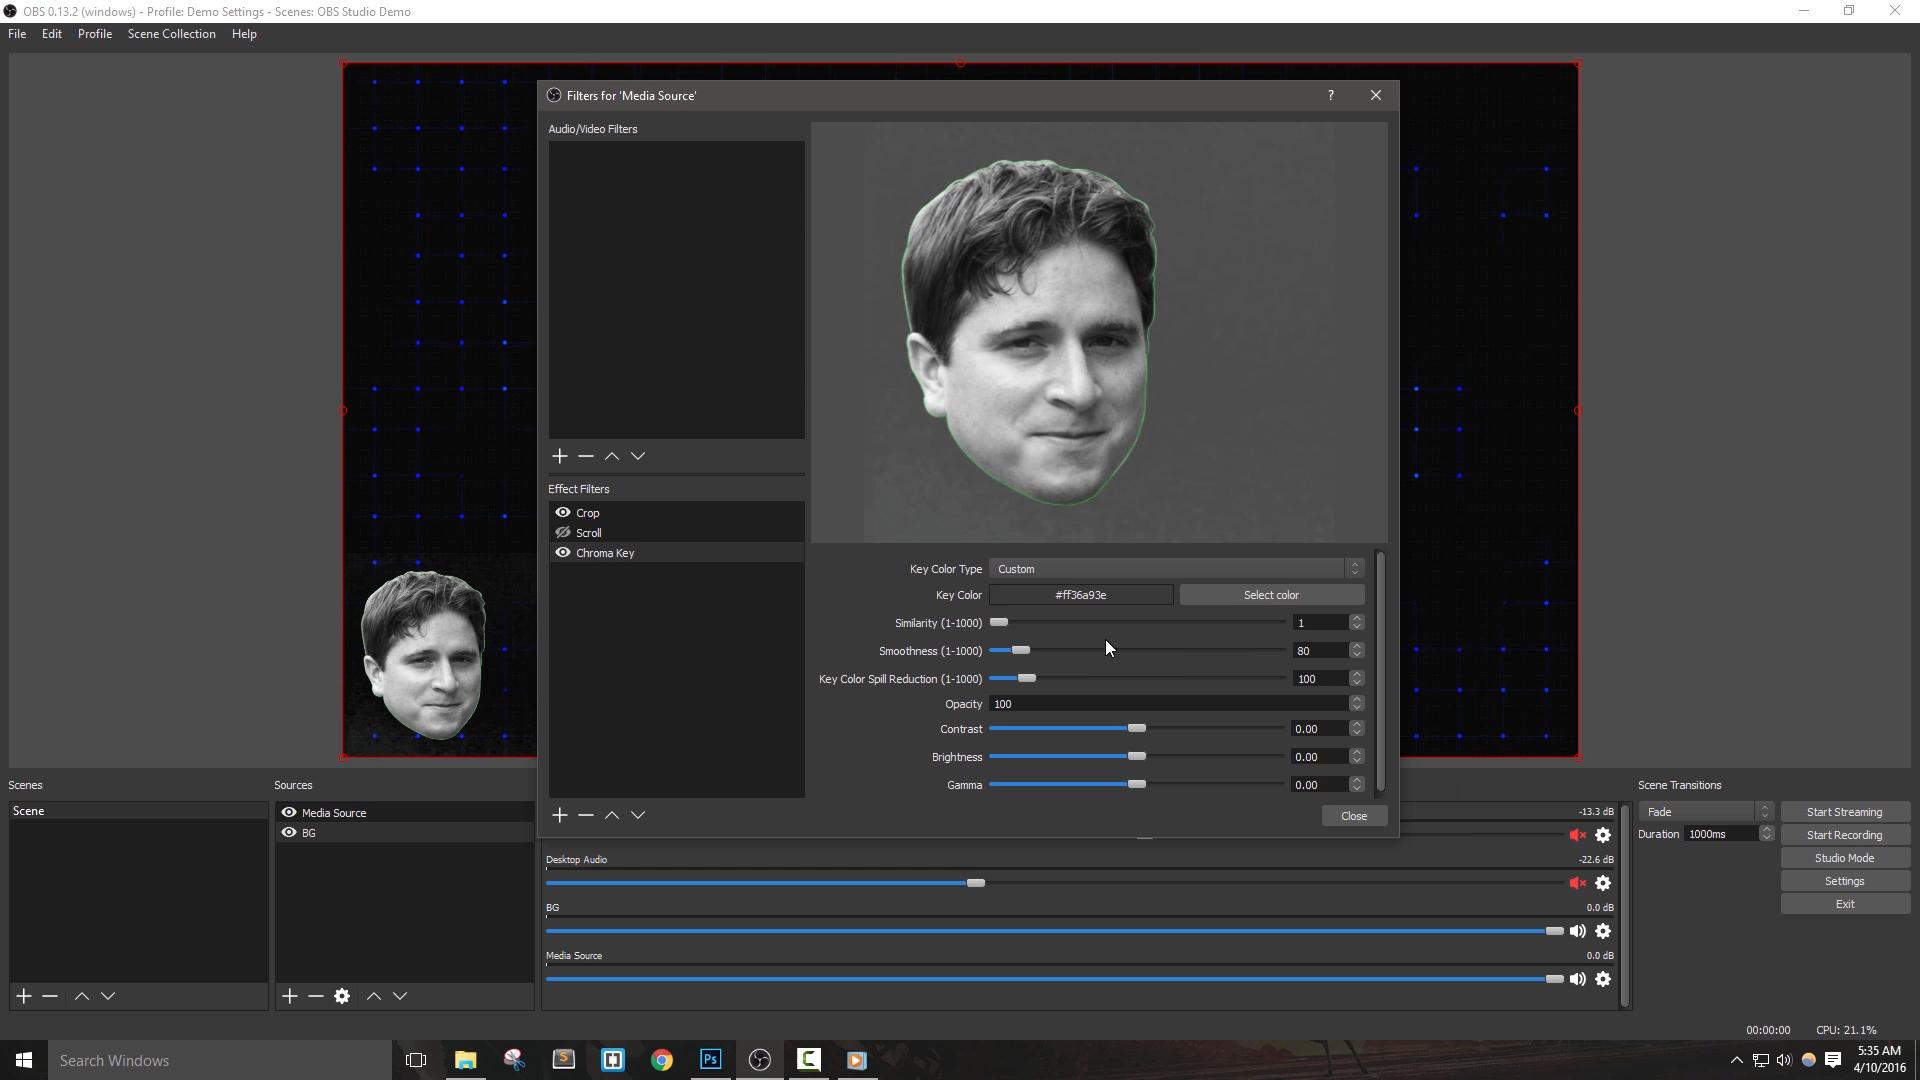 OBS 0.13.2 (windows) - Profile: Demo Settings - Scenes: OBS Studio Demo
File Edit Profile Scene Collection Help
Filters for 'Media Source'
?
Audio/Video Filters
Effect Filters
Crop
Scroll
Chroma Key
Key Color Type Custom
Key Color #ff36a93e Select color
Similarity (1-1000) 1
Smoothness (1-1000) 80
Key Color Spill Reduction (1-1000) 100
Opacity 100
Contrast 0.00
Brightness 0.00
Gamma 0.00
Close
Scenes
Scene
Sources
Media Source
BG
-13.3 dB
Desktop Audio -22.6 dB
BG 0.0 dB
Media Source 0.0 dB
Scene Transitions
Fade
Duration 1000ms
Start Streaming
Start Recording
Studio Mode
Settings
Exit
00:00:00 CPU: 21.1%
Search Windows
S
Ps
C
5:35 AM
4/10/2016